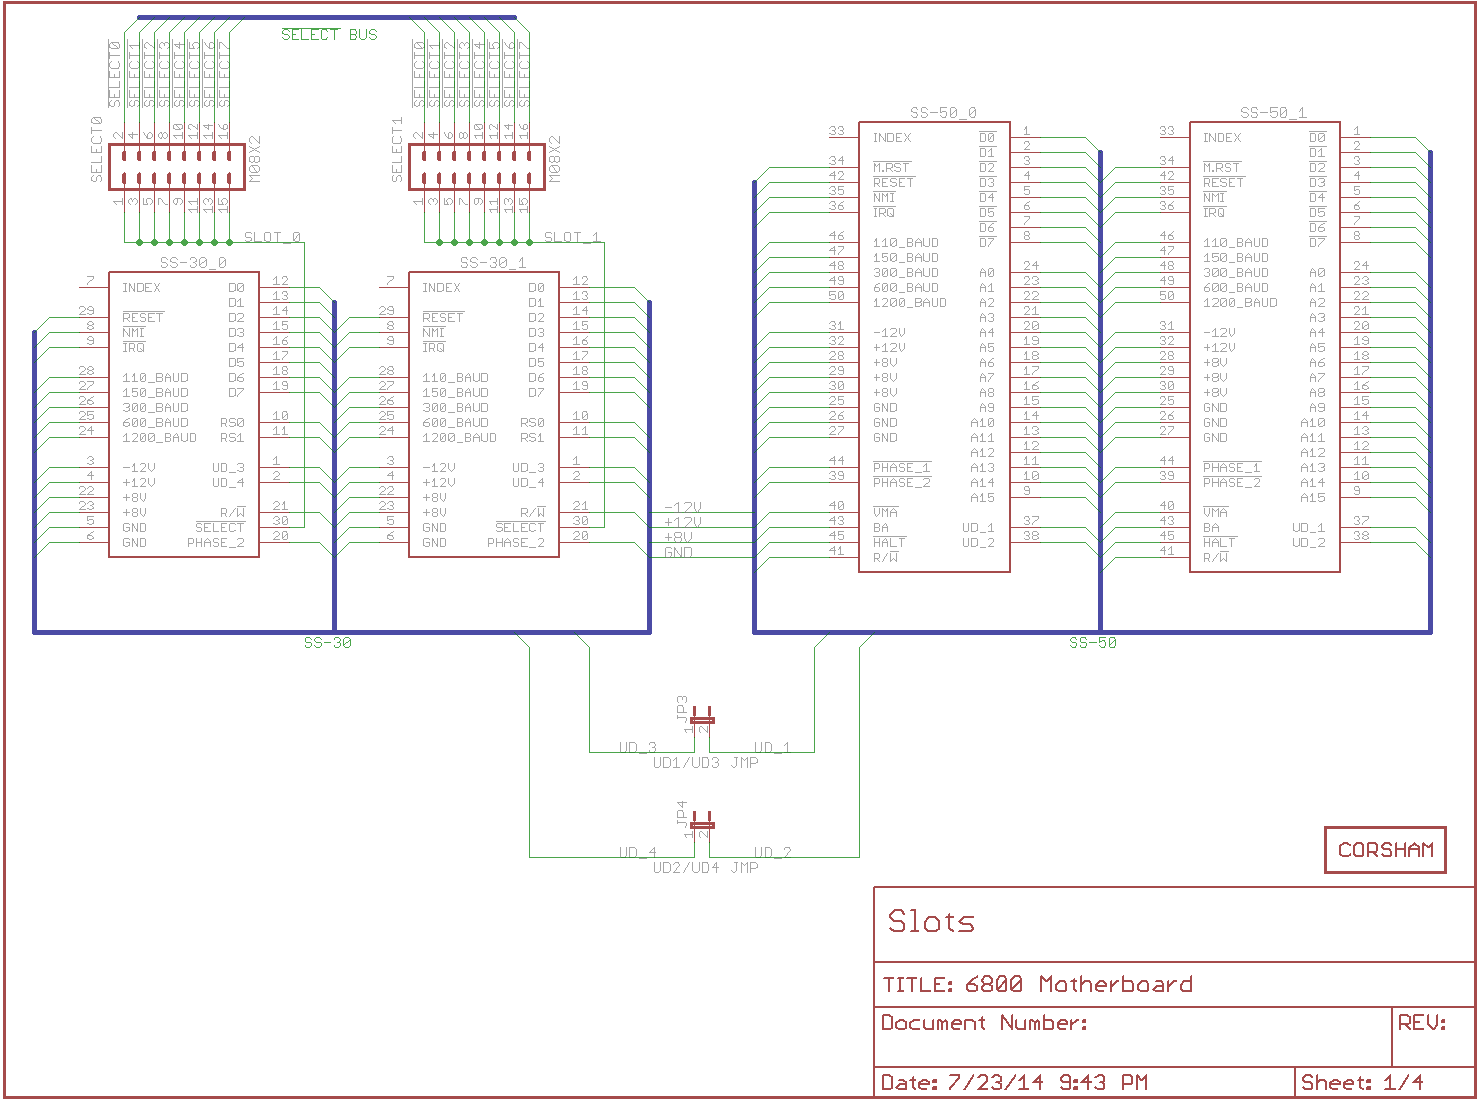 SELECT BUS
SELECT0 SELECT1 SELECT2 SELECT3 SELECT4 SELECT5 SELECT6 SELECT7
SELECT0 SELECT1 SELECT2 SELECT3 SELECT4 SELECT5 SELECT6 SELECT7
SELECT0
2 4 6 8 10 12 14 16
M08X2
1 3 5 7 9 11 13 15
SLOT_0
SELECT1
2 4 6 8 10 12 14 16
M08X2
1 3 5 7 9 11 13 15
SLOT_1
SS-30_0
7 INDEX D0 12
D1 13
29 RESET D2 14
8 NMI D3 15
9 IRQ D4 16
D5 17
28 110_BAUD D6 18
27 150_BAUD D7 19
26 300_BAUD
25 600_BAUD RS0 10
24 1200_BAUD RS1 11
3 -12V UD_3 1
4 +12V UD_4 2
22 +8V
23 +8V R/W 21
5 GND SELECT 30
6 GND PHASE_2 20
SS-30_1
7 INDEX D0 12
D1 13
29 RESET D2 14
8 NMI D3 15
9 IRQ D4 16
D5 17
28 110_BAUD D6 18
27 150_BAUD D7 19
26 300_BAUD
25 600_BAUD RS0 10
24 1200_BAUD RS1 11
3 -12V UD_3 1
4 +12V UD_4 2
22 +8V
23 +8V R/W 21
5 GND SELECT 30
6 GND PHASE_2 20
-12V
+12V
+8V
GND
SS-50_0
33 INDEX D0 1
D1 2
34 M.RST D2 3
42 RESET D3 4
35 NMI D4 5
36 IRQ D5 6
D6 7
46 110_BAUD D7 8
47 150_BAUD
48 300_BAUD A0 24
49 600_BAUD A1 23
50 1200_BAUD A2 22
A3 21
31 -12V A4 20
32 +12V A5 19
28 +8V A6 18
29 +8V A7 17
30 +8V A8 16
25 GND A9 15
26 GND A10 14
27 GND A11 13
A12 12
44 PHASE_1 A13 11
39 PHASE_2 A14 10
A15 9
40 VMA
43 BA UD_1 37
45 HALT UD_2 38
41 R/W
SS-50_1
33 INDEX D0 1
D1 2
34 M.RST D2 3
42 RESET D3 4
35 NMI D4 5
36 IRQ D5 6
D6 7
46 110_BAUD D7 8
47 150_BAUD
48 300_BAUD A0 24
49 600_BAUD A1 23
50 1200_BAUD A2 22
A3 21
31 -12V A4 20
32 +12V A5 19
28 +8V A6 18
29 +8V A7 17
30 +8V A8 16
25 GND A9 15
26 GND A10 14
27 GND A11 13
A12 12
44 PHASE_1 A13 11
39 PHASE_2 A14 10
A15 9
40 VMA
43 BA UD_1 37
45 HALT UD_2 38
41 R/W
SS-30
SS-50
JP3
1 2
UD_3 UD_1
UD1/UD3 JMP
JP4
1 2
UD_4 UD_2
UD2/UD4 JMP
CORSHAM
Slots
TITLE: 6800 Motherboard
Document Number:
REV:
Date: 7/23/14 9:43 PM
Sheet: 1/4